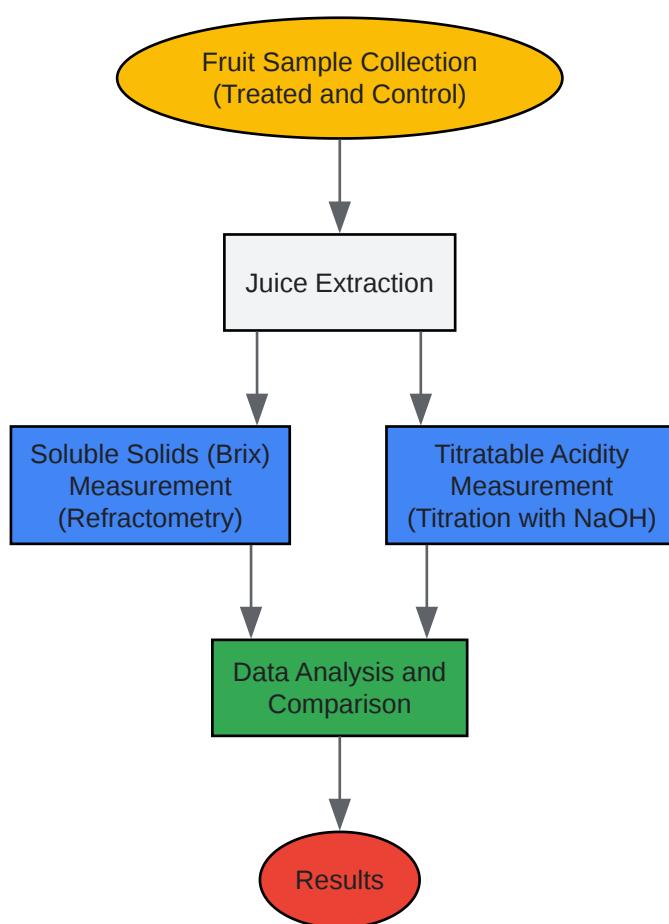 Fruit Sample Collection
(Treated and Control)
Juice Extraction
Soluble Solids (Brix)
Measurement
(Refractometry)
Titratable Acidity
Measurement
(Titration with NaOH)
Data Analysis and
Comparison
Results